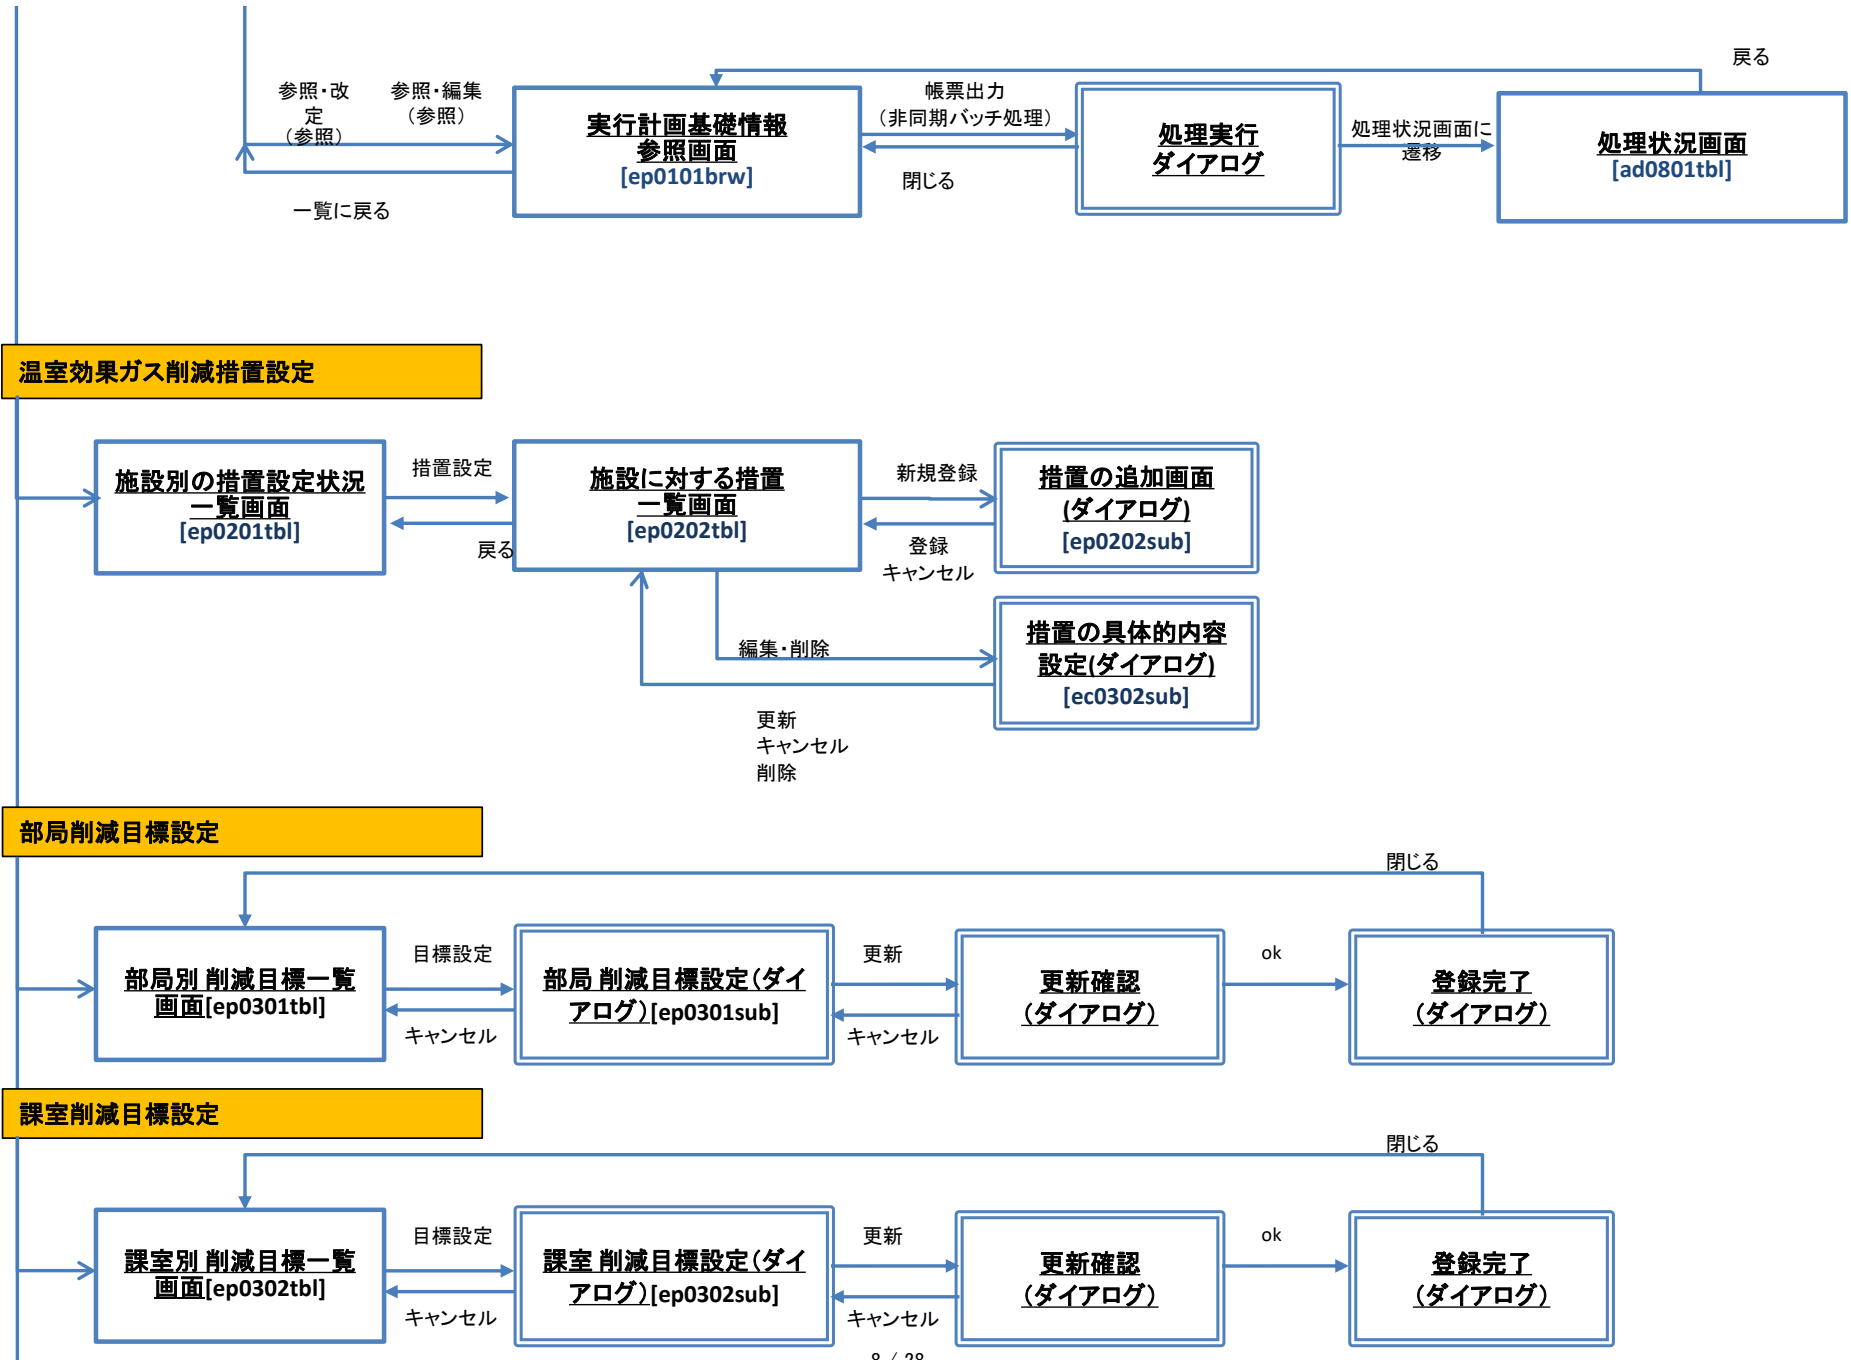 戻る
参照・改
定
（参照）
参照・編集
（参照）
実行計画基礎情報
参照画面
[ep0101brw]
帳票出力
（非同期バッチ処理）
閉じる
処理実行
ダイアログ
処理状況画面に
遷移
処理状況画面
[ad0801tbl]
一覧に戻る
温室効果ガス削減措置設定
施設別の措置設定状況
一覧画面
[ep0201tbl]
措置設定
戻る
施設に対する措置
一覧画面
[ep0202tbl]
新規登録
登録
キャンセル
措置の追加画面
(ダイアログ)
[ep0202sub]
編集・削除
措置の具体的内容
設定(ダイアログ)
[ec0302sub]
更新
キャンセル
削除
部局削減目標設定
閉じる
部局別 削減目標一覧
画面[ep0301tbl]
目標設定
キャンセル
部局 削減目標設定（ダイ
アログ）[ep0301sub]
更新
キャンセル
更新確認
（ダイアログ）
ok
登録完了
（ダイアログ）
課室削減目標設定
閉じる
課室別 削減目標一覧
画面[ep0302tbl]
目標設定
キャンセル
課室 削減目標設定（ダイ
アログ）[ep0302sub]
更新
キャンセル
更新確認
（ダイアログ）
ok
登録完了
（ダイアログ）
8 / 28